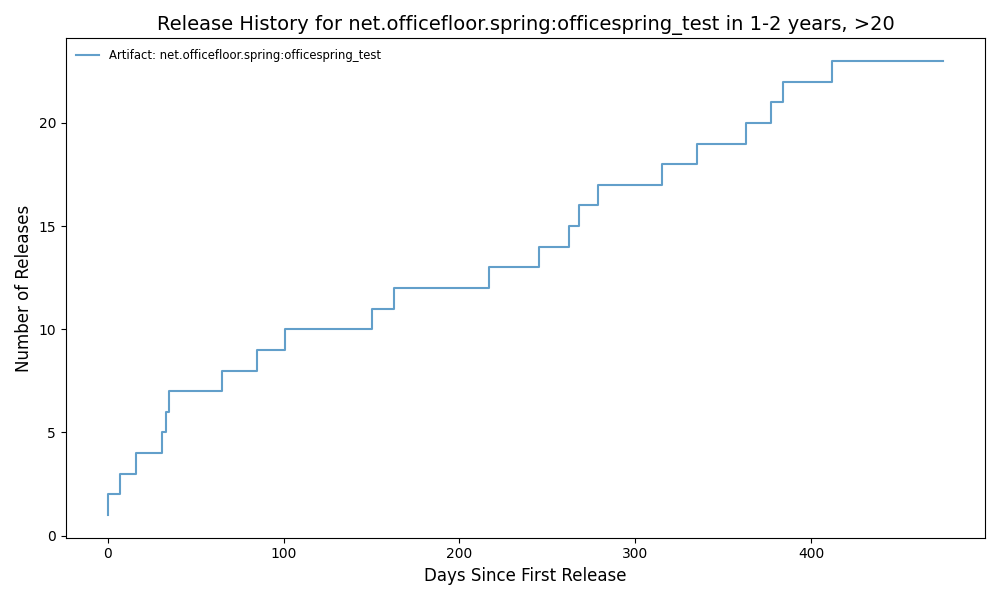 Release History for net.officefloor.spring:officespring_test in 1-2 years, >20
Artifact: net.officefloor.spring:officespring_test
Number of Releases
20
15
10
5
0
0 100 200 300 400
Days Since First Release